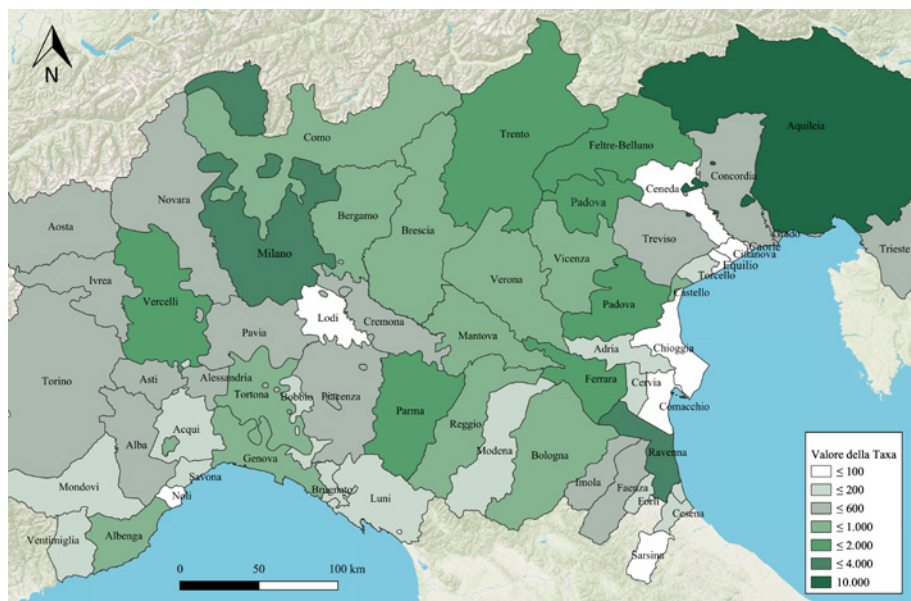 N
Como
Trento
Aquileia
Feltre-Belluno
Concordia
Ceneda
Novara
Padova
Bergamo
Aosta
Brescia
Treviso
Trieste
Grado
Caorle
Milano
Vicenza
Cittanova
Equilio
Torcello
Ivrea
Verona
Castello
Vercelli
Padova
Lodi
Cremona
Pavia
Mantova
Adria
Chioggia
Torino
Asti
Alessandria
Ferrara
Cervia
Tortona
Bobbio
Piacenza
Comacchio
Parma
Reggio
Acqui
Alba
Modena
Bologna
Ravenna
Genova
Mondovì
Savona
Imola
Faenza
Brugnato
Luni
Noli
Forlì
Cesena
Ventimiglia
Albenga
Sarsina
0 50 100 km
Valore della Taxa
≤ 100
≤ 200
≤ 600
≤ 1.000
≤ 2.000
≤ 4.000
10.000